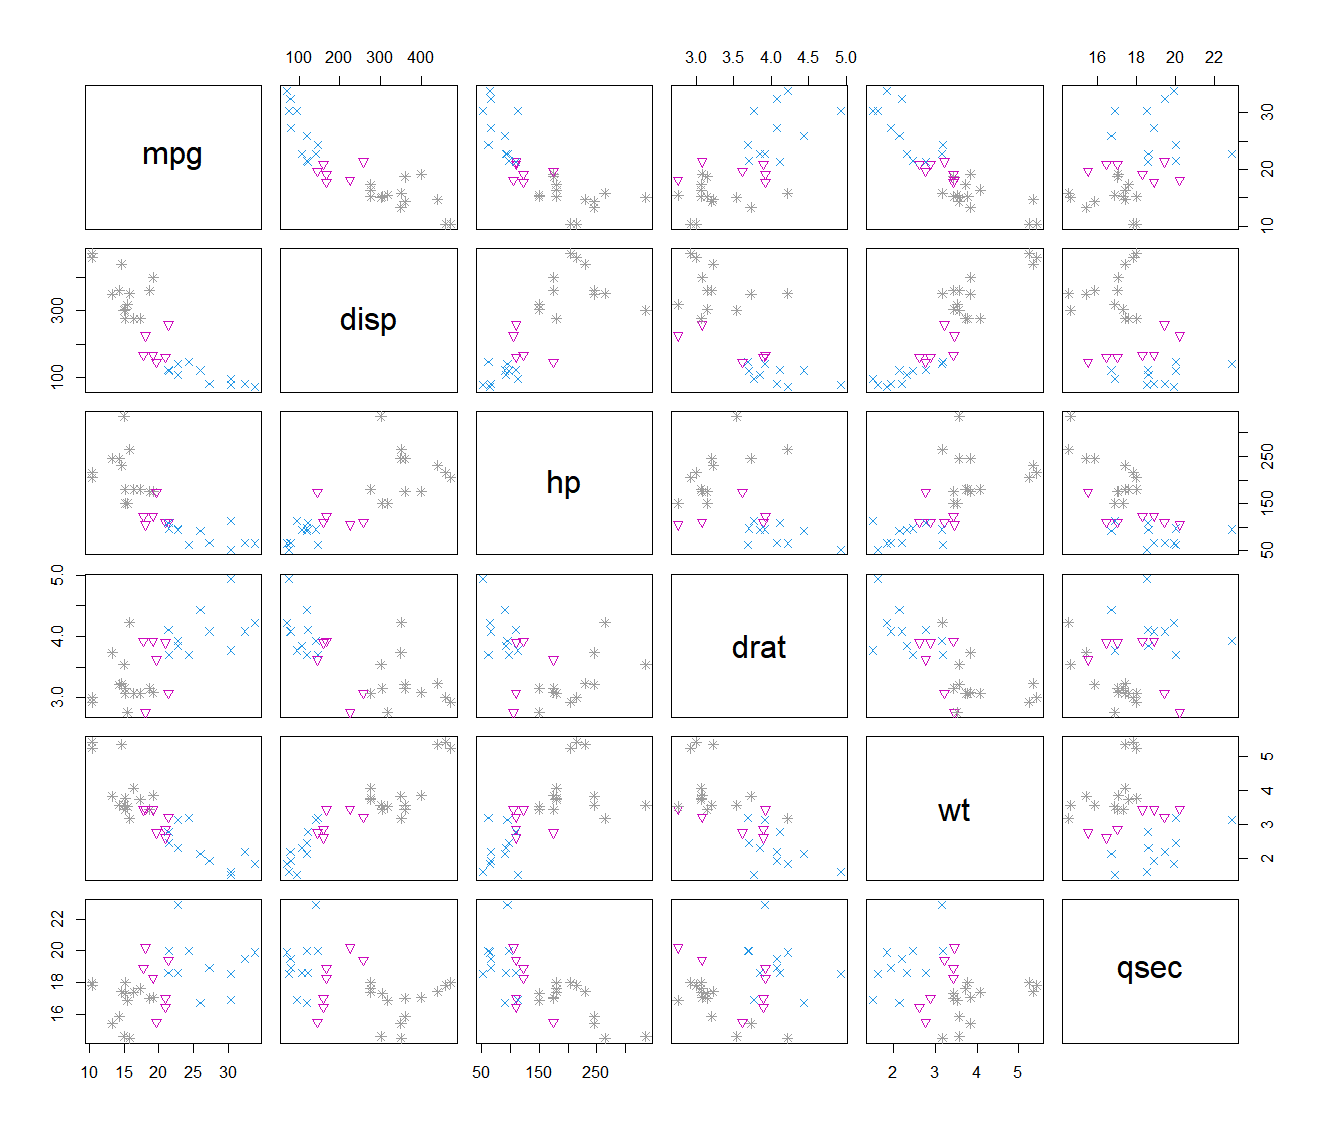 100 200 300 400
3.0 3.5 4.0 4.5 5.0
16 18 20 22
mpg
10 20 30
100 300
disp
hp
50 150 250
3.0 4.0 5.0
drat
wt
2 3 4 5
16 18 20 22
qsec
10 15 20 25 30
50 150 250
2 3 4 5